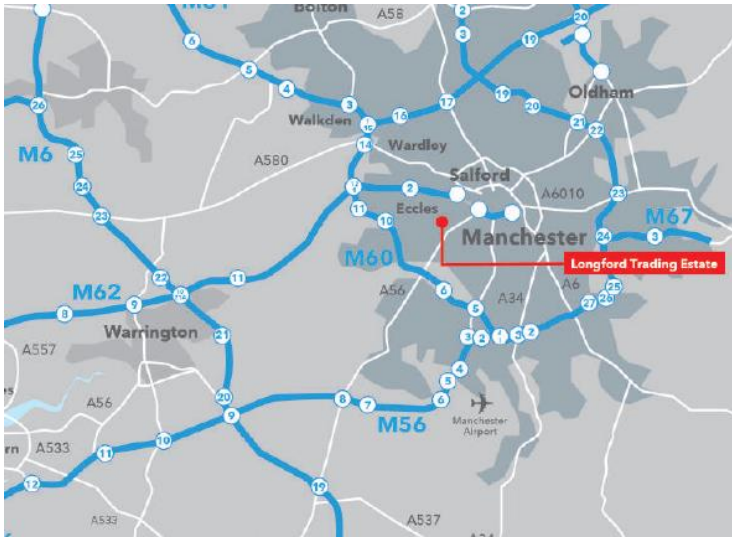 Bolton
A58
2
20
3
19
6
5
4
3
16
17
19
20
Oldham
26
Walkden
15
21
22
M6
25
14
Wardley
A580
Salford
24
2
A6010
23
23
11
Eccles
M67
10
Manchester
24
3
M60
Longford Trading Estate
22
11
6
A56
A34
A6
25
M62
9
5
27
26
8
Warrington
21
3
2
3
2
A557
4
5
20
8
7
6
A56
9
M56
Manchester
Airport
10
A533
11
12
19
A533
A537